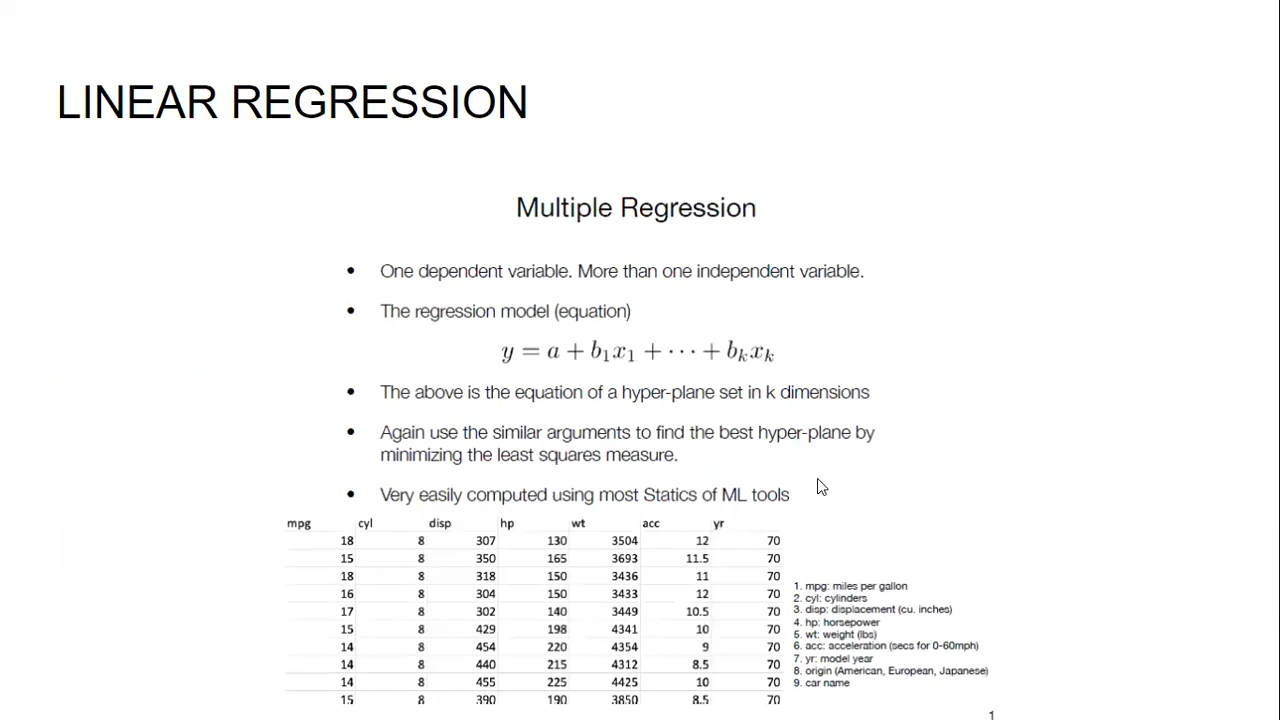 LINEAR REGRESSION
Multiple Regression
• One dependent variable. More than one independent variable.
• The regression model (equation)
y = a + b₁x₁ + ⋯ + bₖxₖ
• The above is the equation of a hyper-plane set in k dimensions
• Again use the similar arguments to find the best hyper-plane by
minimizing the least squares measure.
• Very easily computed using most Statics of ML tools
mpg cyl disp hp wt acc yr
18 8 307 130 3504 12 70
15 8 350 165 3693 11.5 70
18 8 318 150 3436 11 70
16 8 304 150 3433 12 70
17 8 302 140 3449 10.5 70
15 8 429 198 4341 10 70
14 8 454 220 4354 9 70
14 8 440 215 4312 8.5 70
14 8 455 225 4425 10 70
15 8 390 190 3850 8.5 70
1. mpg: miles per gallon
2. cyl: cylinders
3. disp: displacement (cu. inches)
4. hp: horsepower
5. wt: weight (lbs)
6. acc: acceleration (secs for 0-60mph)
7. yr: model year
8. origin (American, European, Japanese)
9. car name
1